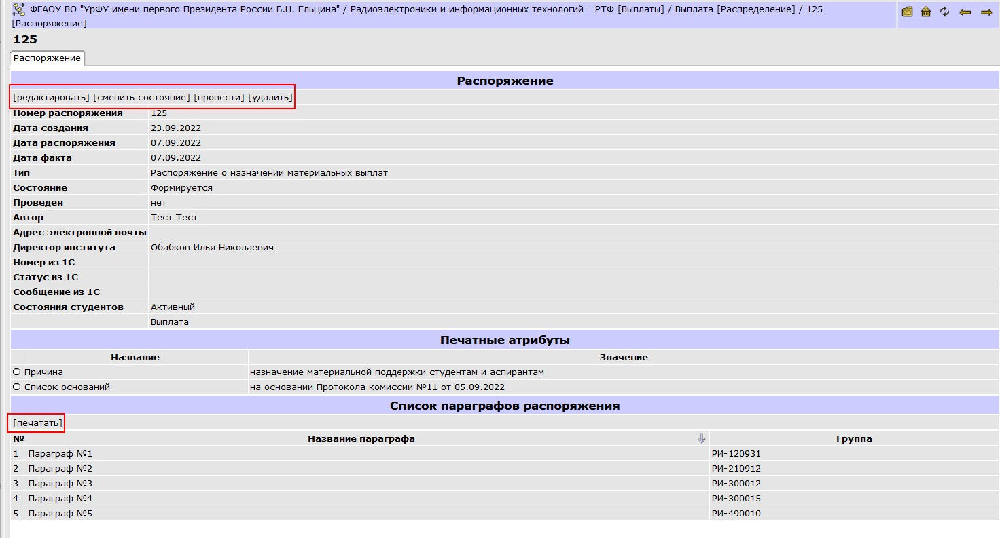 ФГАОУ ВО "УрФУ имени первого Президента России Б.Н. Ельцина" / Радиоэлектроники и информационных технологий - РТФ [Выплаты] / Выплата [Распределение] / 125
[Распоряжение]
125
Распоряжение
Распоряжение
[редактировать] [сменить состояние] [провести] [удалить]
Номер распоряжения 125
Дата создания 23.09.2022
Дата распоряжения 07.09.2022
Дата факта 07.09.2022
Тип Распоряжение о назначении материальных выплат
Состояние Формируется
Проведен нет
Автор Тест Тест
Адрес электронной почты
Директор института Обабков Илья Николаевич
Номер из 1С
Статус из 1С
Сообщение из 1С
Состояния студентов Активный
Выплата
Печатные атрибуты
Название Значение
Причина назначение материальной поддержки студентам и аспирантам
Список оснований на основании Протокола комиссии №11 от 05.09.2022
Список параграфов распоряжения
[печатать]
№ Название параграфа Группа
1 Параграф №1 РИ-120931
2 Параграф №2 РИ-210912
3 Параграф №3 РИ-300012
4 Параграф №4 РИ-300015
5 Параграф №5 РИ-490010